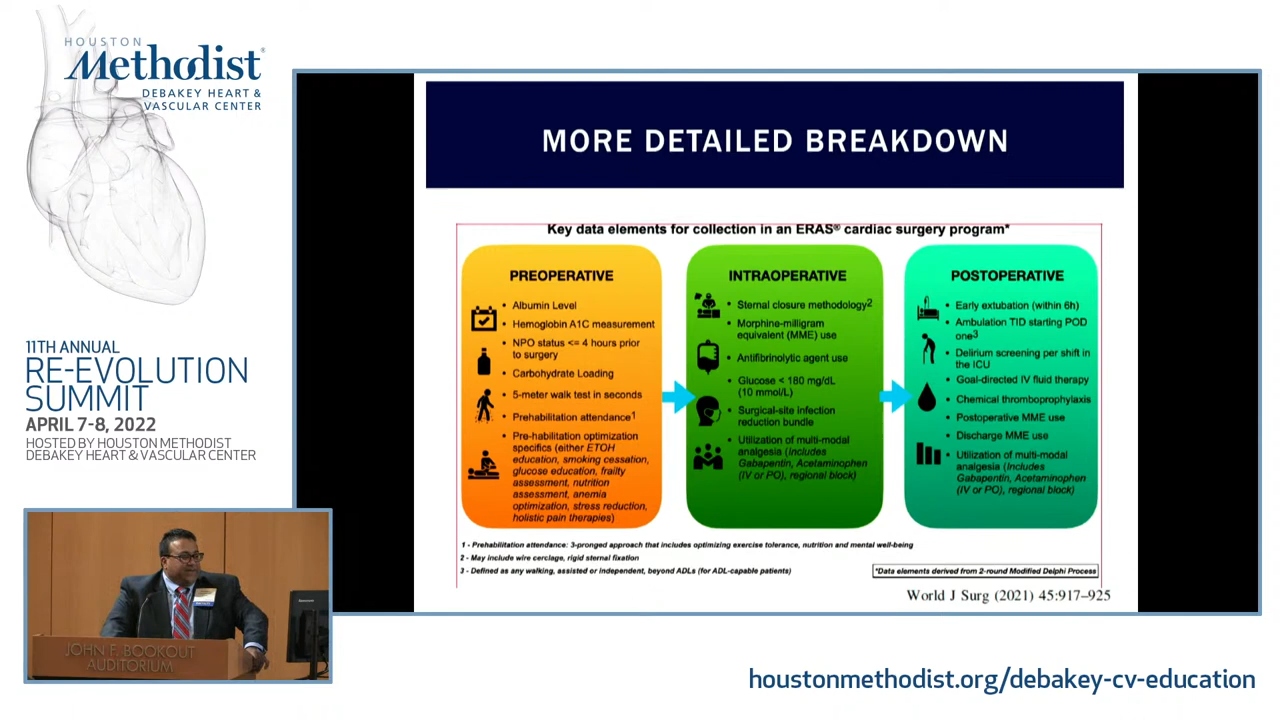 HOUSTON
Methodist®
DEBAKEY HEART &
VASCULAR CENTER
11TH ANNUAL
RE-EVOLUTION
SUMMIT
APRIL 7-8, 2022
HOSTED BY HOUSTON METHODIST
DEBAKEY HEART & VASCULAR CENTER
JOHN F. BOOKOUT
AUDITORIUM
MORE DETAILED BREAKDOWN
Key data elements for collection in an ERAS® cardiac surgery program*
PREOPERATIVE
• Albumin Level
• Hemoglobin A1C measurement
• NPO status <= 4 hours prior
to surgery
• Carbohydrate Loading
• 5-meter walk test in seconds
• Prehabilitation attendance1
• Pre-habilitation optimization
specifics (either ETOH
education, smoking cessation,
glucose education, frailty
assessment, nutrition
assessment, anemia
optimization, stress reduction,
holistic pain therapies)
INTRAOPERATIVE
• Sternal closure methodology2
• Morphine-milligram
equivalent (MME) use
• Antifibrinolytic agent use
• Glucose < 180 mg/dL
(10 mmol/L)
• Surgical-site infection
reduction bundle
• Utilization of multi-modal
analgesia (includes
Gabapentin, Acetaminophen
(IV or PO), regional block)
POSTOPERATIVE
• Early extubation (within 6h)
• Ambulation TID starting POD
one3
• Delirium screening per shift in
the ICU
• Goal-directed IV fluid therapy
• Chemical thromboprophylaxis
• Postoperative MME use
• Discharge MME use
• Utilization of multi-modal
analgesia (includes
Gabapentin, Acetaminophen
(IV or PO), regional block)
1 - Prehabilitation attendance: 3-pronged approach that includes optimizing exercise tolerance, nutrition and mental well-being
2 - May include wire cerclage, rigid sternal fixation
3 - Defined as any walking, assisted or independent, beyond ADLs (for ADL-capable patients)
*Data elements derived from 2-round Modified Delphi Process
World J Surg (2021) 45:917–925
houstonmethodist.org/debakey-cv-education